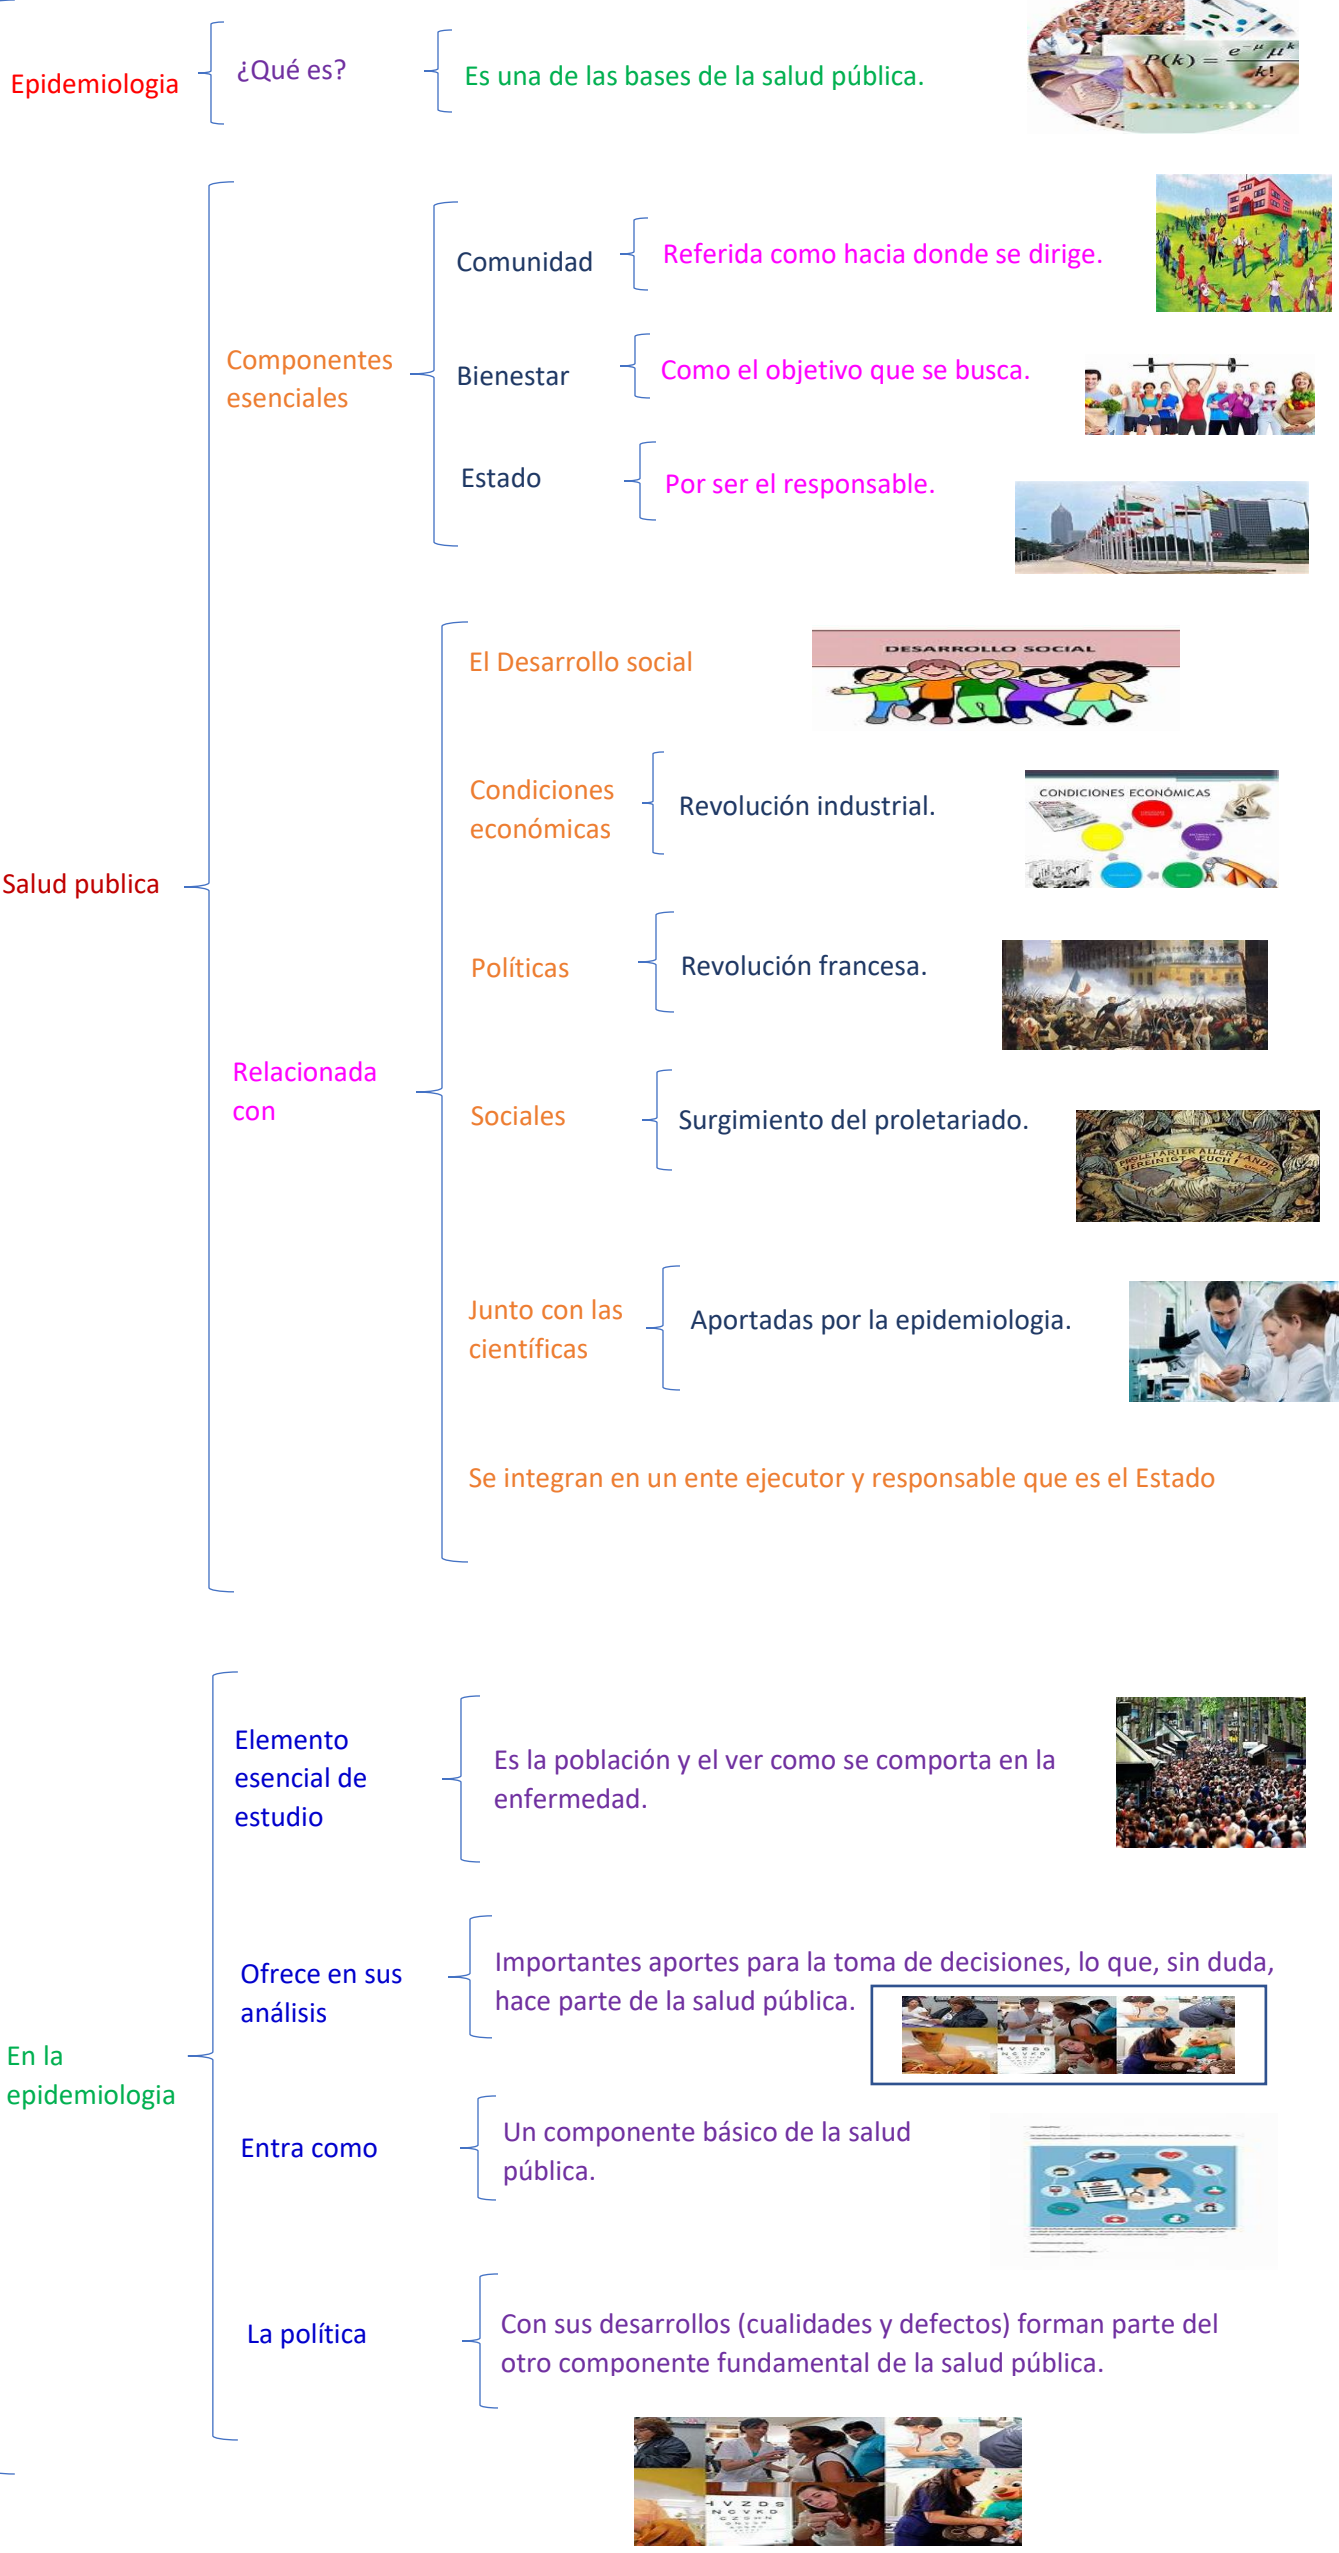 Epidemiologia
¿Qué es?
Es una de las bases de la salud pública.
P(k) = e^-μ μ^k / k!
Salud publica
Componentes
esenciales
Comunidad
Referida como hacia donde se dirige.
Bienestar
Como el objetivo que se busca.
Estado
Por ser el responsable.
Relacionada
con
El Desarrollo social
DESARROLLO SOCIAL
Condiciones
económicas
Revolución industrial.
CONDICIONES ECONÓMICAS
Políticas
Revolución francesa.
Sociales
Surgimiento del proletariado.
PROLETARIER ALLER LÄNDER
VEREINIGT EUCH!
Junto con las
científicas
Aportadas por la epidemiologia.
Se integran en un ente ejecutor y responsable que es el Estado
En la
epidemiologia
Elemento
esencial de
estudio
Es la población y el ver como se comporta en la
enfermedad.
Ofrece en sus
análisis
Importantes aportes para la toma de decisiones, lo que, sin duda,
hace parte de la salud pública.
H V Z D S
N C V K D
Entra como
Un componente básico de la salud
pública.
La política
Con sus desarrollos (cualidades y defectos) forman parte del
otro componente fundamental de la salud pública.
H V Z D S
N C V K D